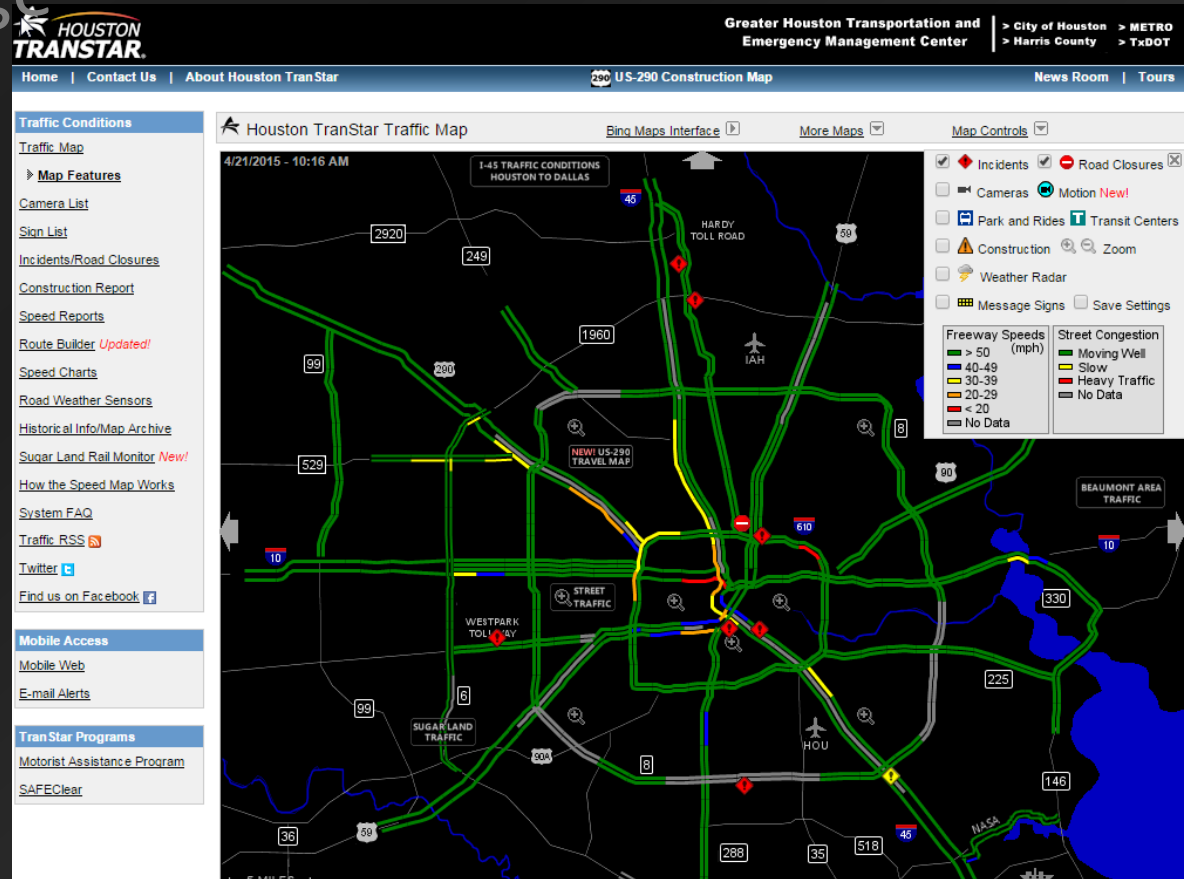 HOUSTON
TRANSTAR.
Greater Houston Transportation and
Emergency Management Center
> City of Houston > METRO
> Harris County > TxDOT
Home | Contact Us | About Houston TranStar
290 US-290 Construction Map
News Room | Tours
Traffic Conditions
Traffic Map
Map Features
Camera List
Sign List
Incidents/Road Closures
Construction Report
Speed Reports
Route Builder Updated!
Speed Charts
Road Weather Sensors
Historical Info/Map Archive
Sugar Land Rail Monitor New!
How the Speed Map Works
System FAQ
Traffic RSS
Twitter
Find us on Facebook
Mobile Access
Mobile Web
E-mail Alerts
TranStar Programs
Motorist Assistance Program
SAFEClear
Houston TranStar Traffic Map
Bing Maps Interface
More Maps
Map Controls
4/21/2015 - 10:16 AM
I-45 TRAFFIC CONDITIONS
HOUSTON TO DALLAS
Incidents Road Closures
Cameras Motion New!
Park and Rides T Transit Centers
Construction Zoom
Weather Radar
Message Signs Save Settings
Freeway Speeds
(mph)
> 50
40-49
30-39
20-29
< 20
No Data
Street Congestion
Moving Well
Slow
Heavy Traffic
No Data
45
HARDY
TOLL ROAD
59
2920
249
1960
IAH
99
290
8
529
NEW! US-290
TRAVEL MAP
90
BEAUMONT AREA
TRAFFIC
610
10
10
STREET
TRAFFIC
330
WESTPARK
TOLLWAY
225
6
99
SUGAR LAND
TRAFFIC
HOU
90A
8
146
36
59
NASA
45
288
35
518
5 MILES